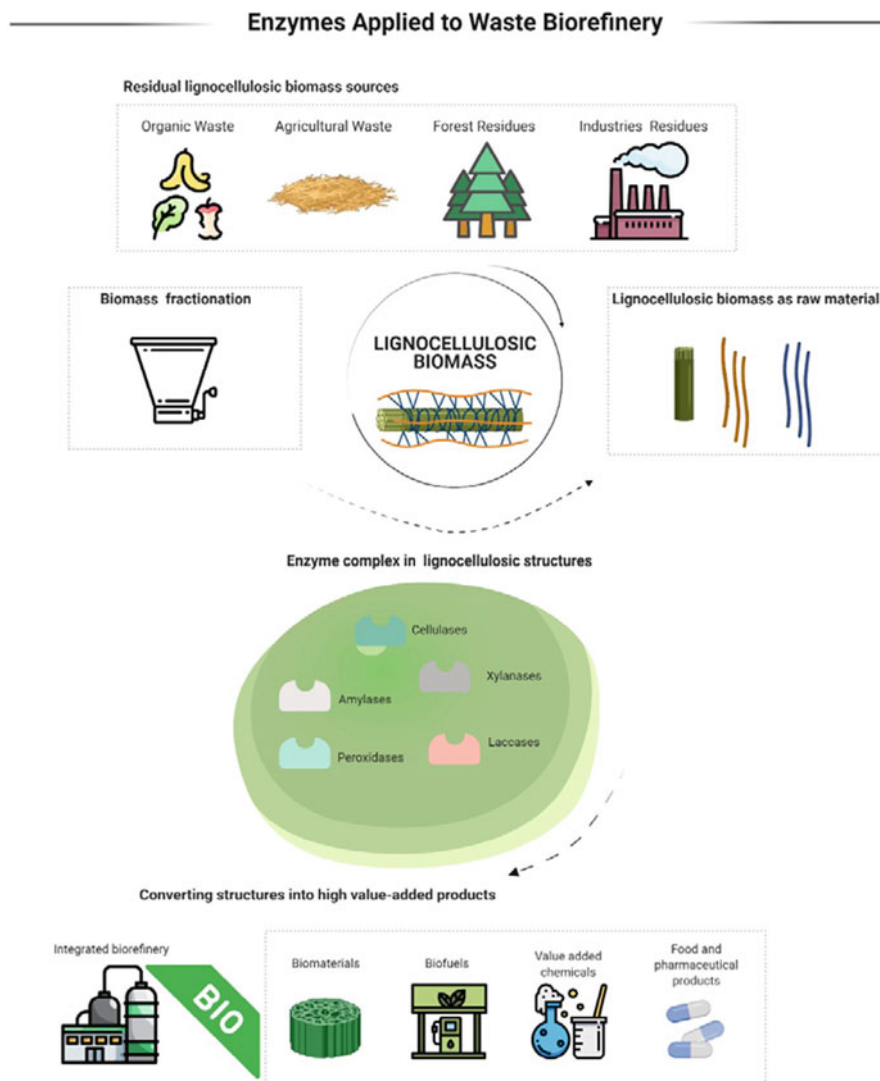 Enzymes Applied to Waste Biorefinery
Residual lignocellulosic biomass sources
Organic Waste
Agricultural Waste
Forest Residues
Industries Residues
Biomass fractionation
LIGNOCELLULOSIC
BIOMASS
Lignocellulosic biomass as raw material
Enzyme complex in lignocellulosic structures
Cellulases
Xylanases
Amylases
Laccases
Peroxidases
Converting structures into high value-added products
Integrated biorefinery
BIO
Biomaterials
Biofuels
Value added
chemicals
Food and
pharmaceutical
products